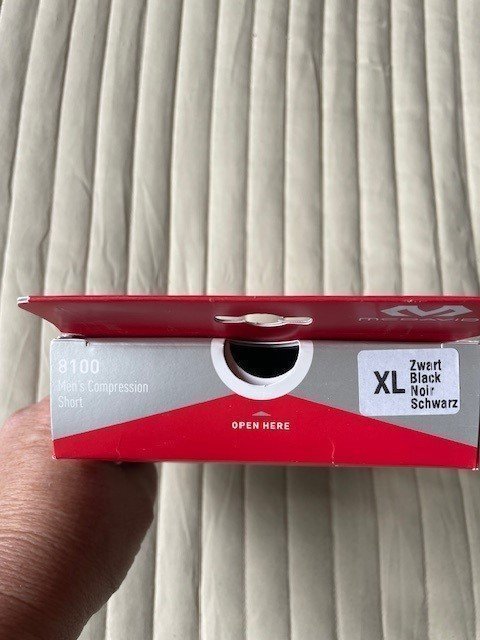 8100
Men's Compression
Short
OPEN HERE
XL
Zwart
Black
Noir
Schwarz